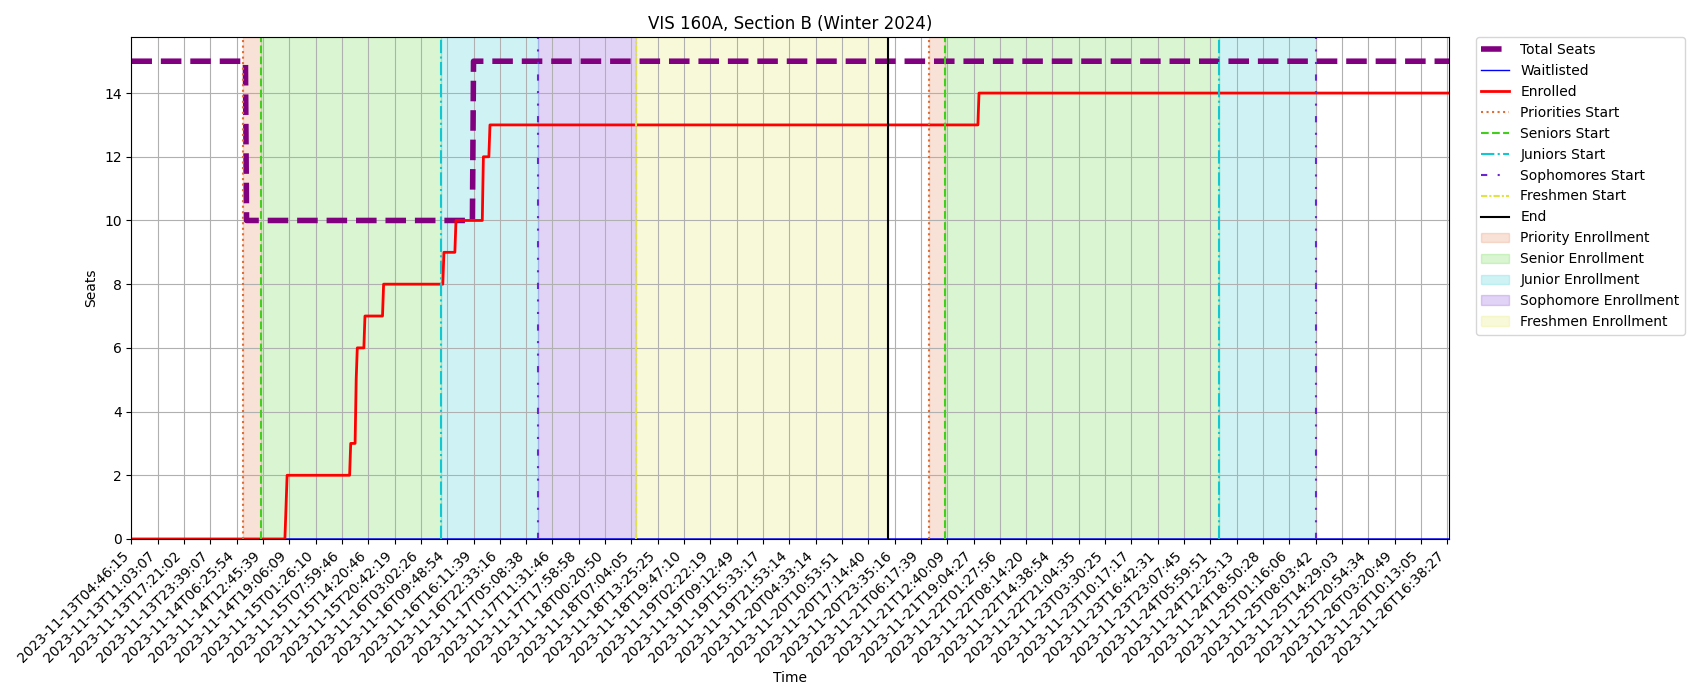 VIS 160A, Section B (Winter 2024)
Seats
14
12
10
8
6
4
2
0
2023-11-13T04:46:15
2023-11-13T11:03:07
2023-11-13T17:21:02
2023-11-13T23:39:07
2023-11-14T06:25:54
2023-11-14T12:45:39
2023-11-14T19:06:09
2023-11-15T01:26:10
2023-11-15T07:59:46
2023-11-15T14:20:46
2023-11-15T20:42:19
2023-11-16T03:02:26
2023-11-16T09:48:54
2023-11-16T16:11:39
2023-11-16T22:33:16
2023-11-17T05:08:38
2023-11-17T11:31:46
2023-11-17T17:58:58
2023-11-18T00:20:50
2023-11-18T07:04:05
2023-11-18T13:25:25
2023-11-18T19:47:10
2023-11-19T02:22:19
2023-11-19T09:12:49
2023-11-19T15:33:17
2023-11-19T21:53:14
2023-11-20T04:33:14
2023-11-20T10:53:51
2023-11-20T17:14:40
2023-11-20T23:35:16
2023-11-21T06:17:39
2023-11-21T12:40:09
2023-11-21T19:04:27
2023-11-22T01:27:56
2023-11-22T08:14:20
2023-11-22T14:38:54
2023-11-22T21:04:35
2023-11-23T03:30:25
2023-11-23T10:17:17
2023-11-23T16:42:31
2023-11-23T23:07:45
2023-11-24T05:59:51
2023-11-24T12:25:13
2023-11-24T18:50:28
2023-11-25T01:16:06
2023-11-25T08:03:42
2023-11-25T14:29:03
2023-11-25T20:54:34
2023-11-26T03:20:49
2023-11-26T10:13:05
2023-11-26T16:38:27
Time
Total Seats
Waitlisted
Enrolled
Priorities Start
Seniors Start
Juniors Start
Sophomores Start
Freshmen Start
End
Priority Enrollment
Senior Enrollment
Junior Enrollment
Sophomore Enrollment
Freshmen Enrollment